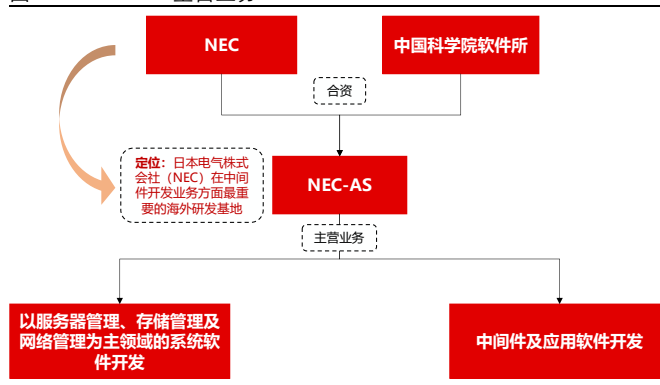 NEC
中国科学院软件所
合资
定位：日本电气株式
会社（NEC）在中间
件开发业务方面最重
要的海外研发基地
NEC-AS
主营业务
以服务器管理、存储管理及
网络管理为主领域的系统软
件开发
中间件及应用软件开发